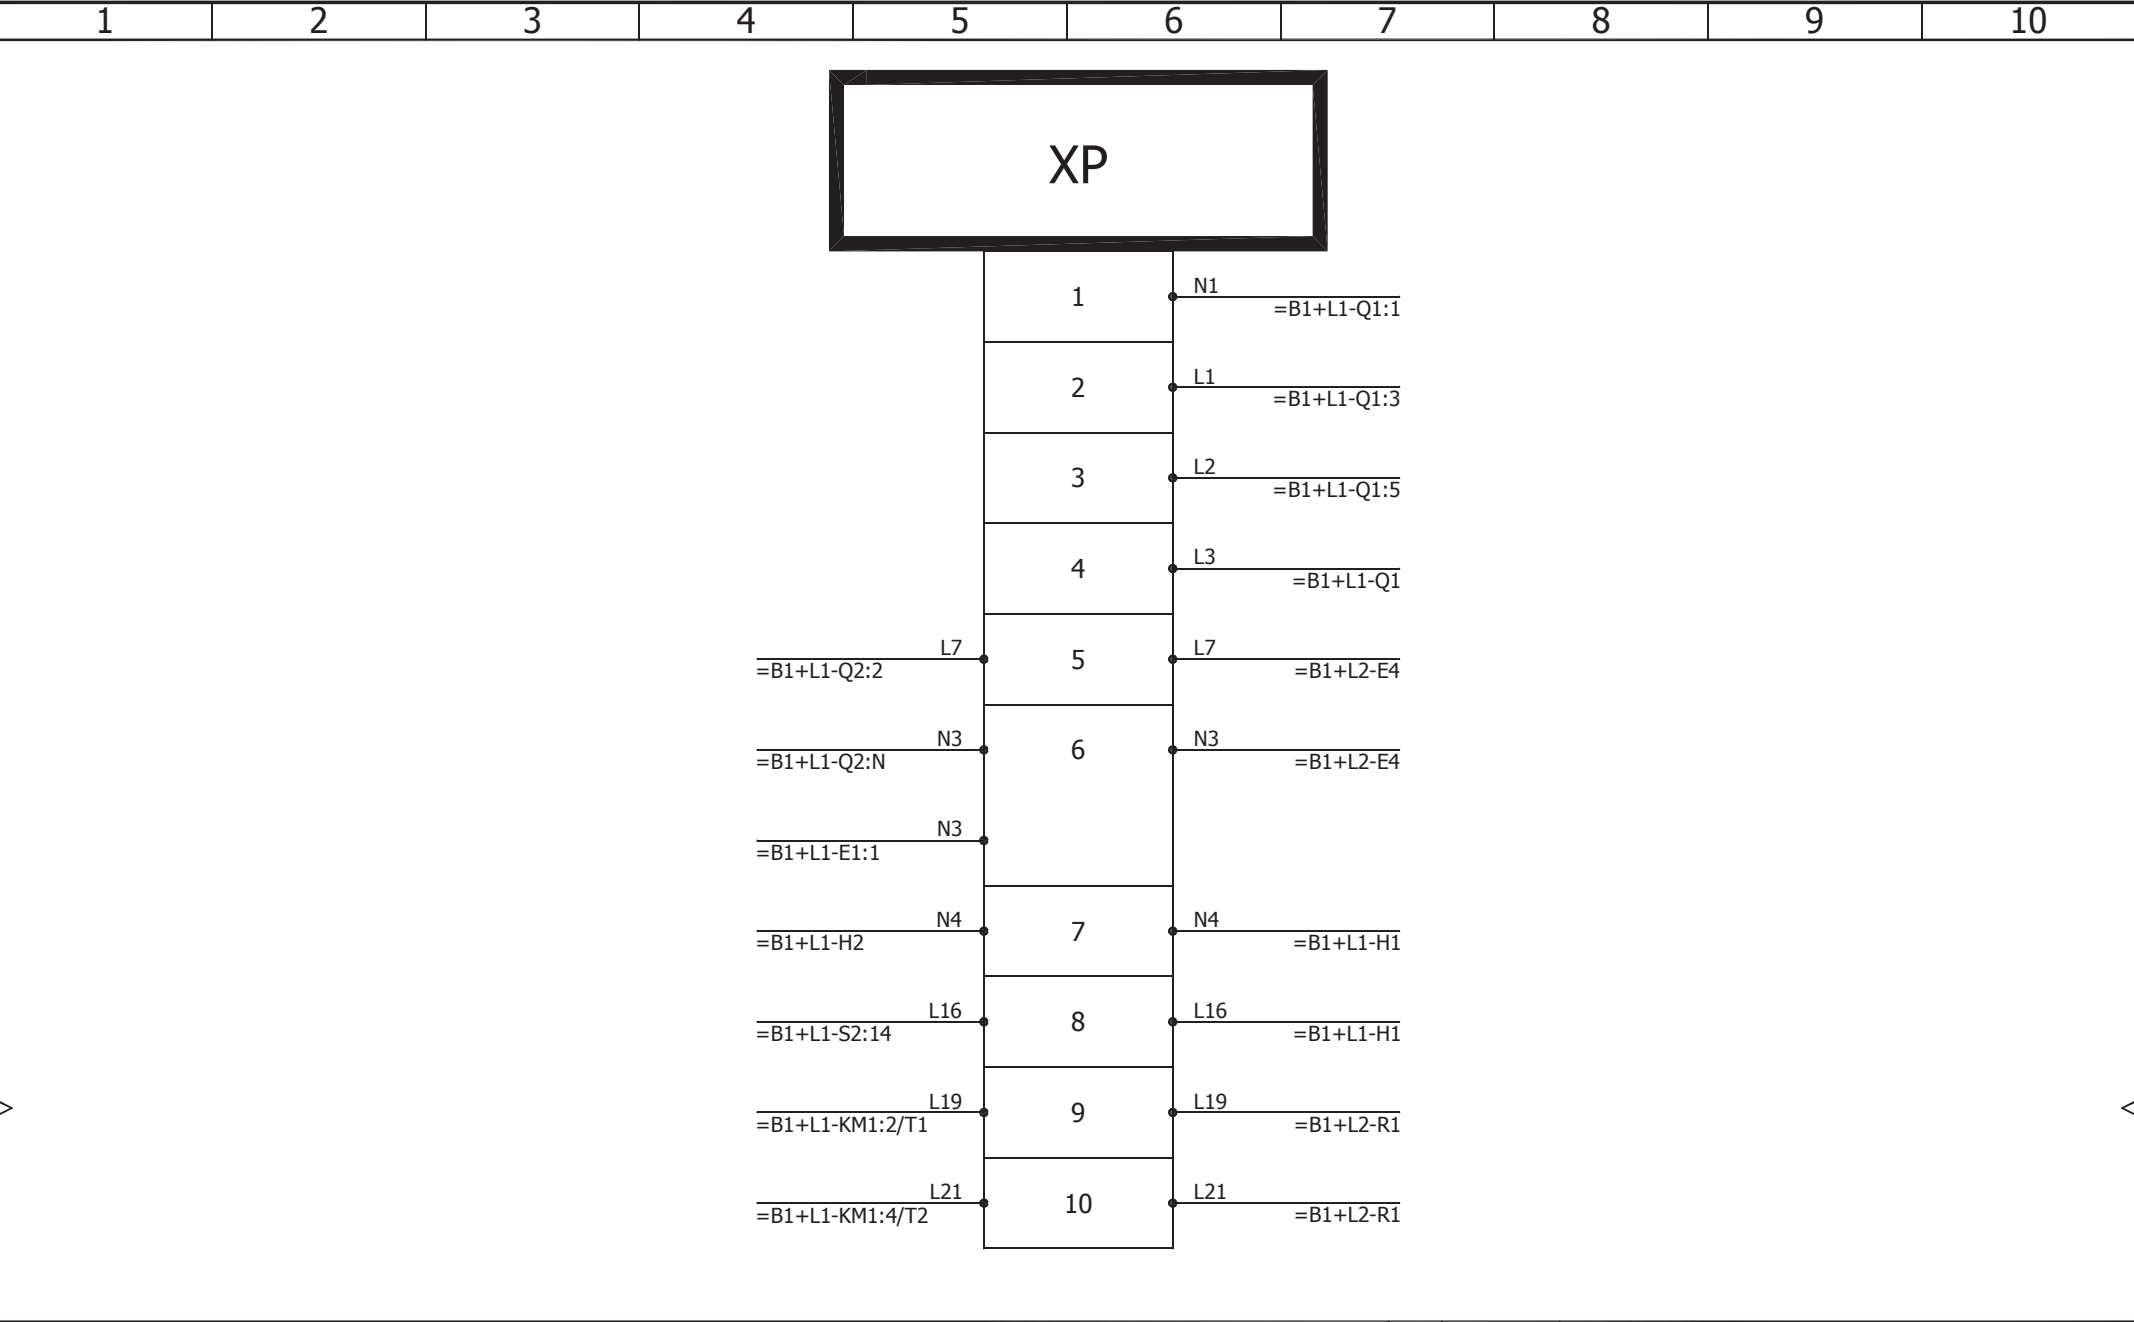 1 2 3 4 5 6 7 8 9 10
XP
1 N1
=B1+L1-Q1:1
2 L1
=B1+L1-Q1:3
3 L2
=B1+L1-Q1:5
4 L3
=B1+L1-Q1
L7 5 L7
=B1+L1-Q2:2 =B1+L2-E4
N3 6 N3
=B1+L1-Q2:N =B1+L2-E4
N3
=B1+L1-E1:1
N4 7 N4
=B1+L1-H2 =B1+L1-H1
L16 8 L16
=B1+L1-S2:14 =B1+L1-H1
L19 9 L19
=B1+L1-KM1:2/T1 =B1+L2-R1
L21 10 L21
=B1+L1-KM1:4/T2 =B1+L2-R1